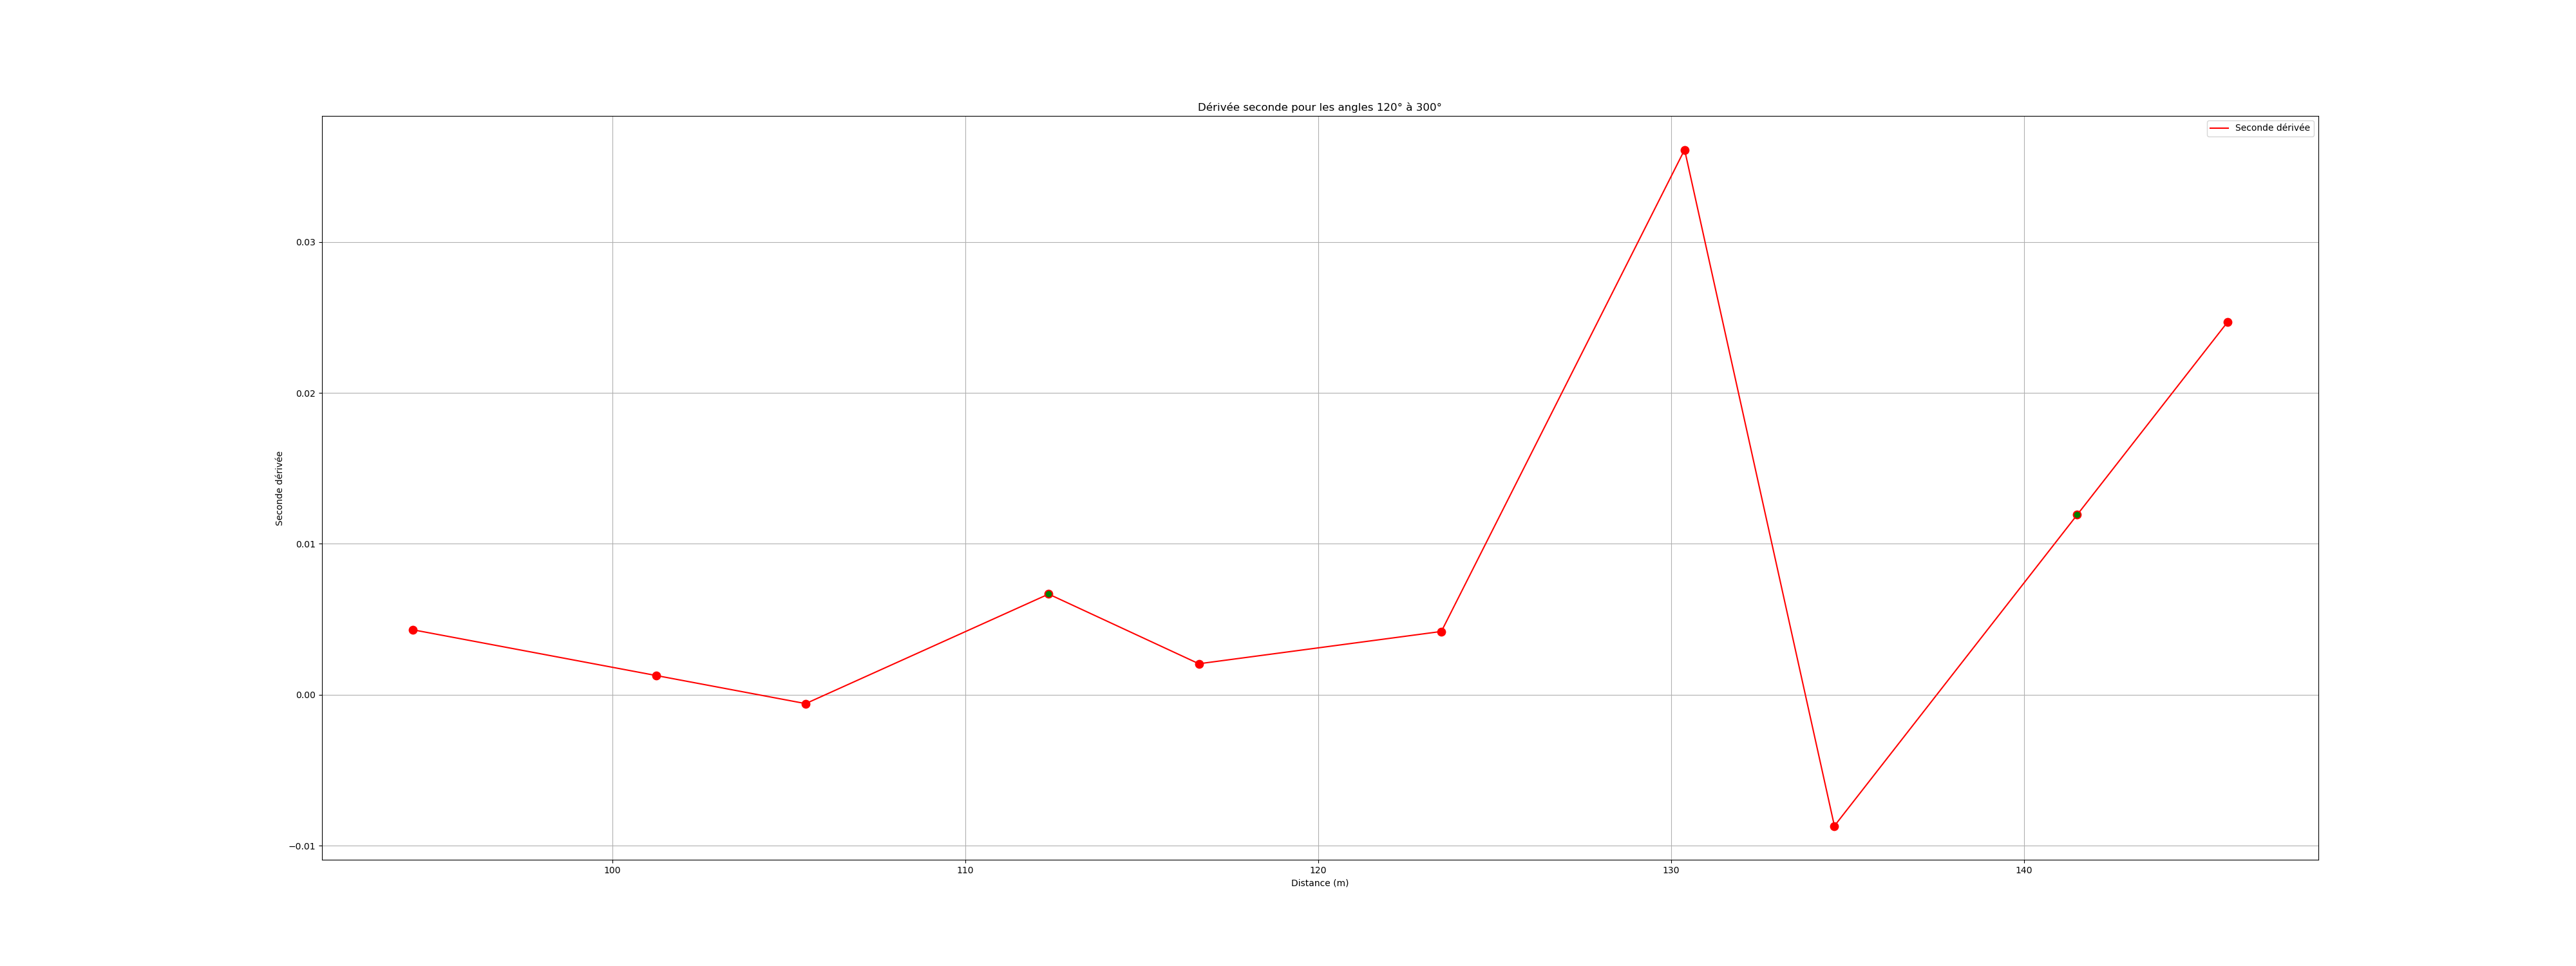 Dérivée seconde pour les angles 120° à 300°
Seconde dérivée
0.03
0.02
0.01
0.00
−0.01
Seconde dérivée
100
110
120
130
140
Distance (m)